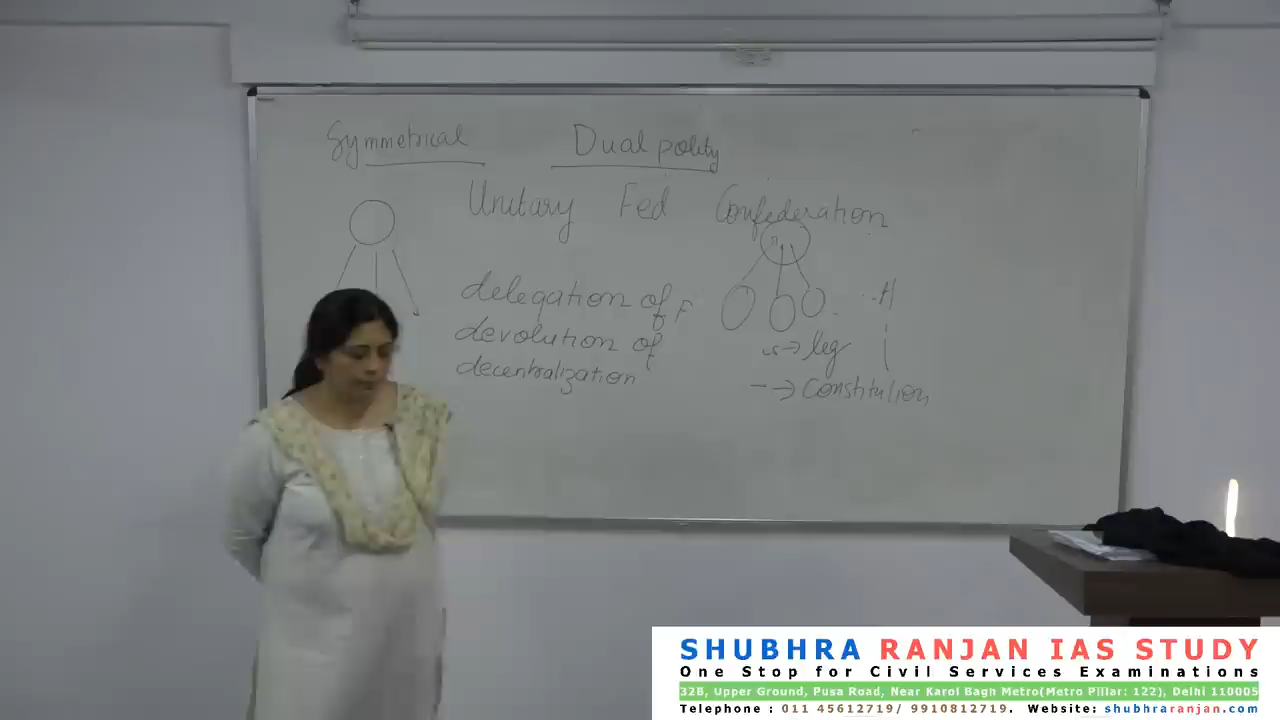 Symmetrical Dual polity
Unitary Fed Confederation
delegation of F
devolution of
decentralization
→ leg
→ Constitution
SHUBHRA RANJAN IAS STUDY
One Stop for Civil Services Examinations
32B, Upper Ground, Pusa Road, Near Karol Bagh Metro(Metro Pillar: 122), Delhi 110005
Telephone : 011 45612719/ 9910812719. Website: shubhraranjan.com